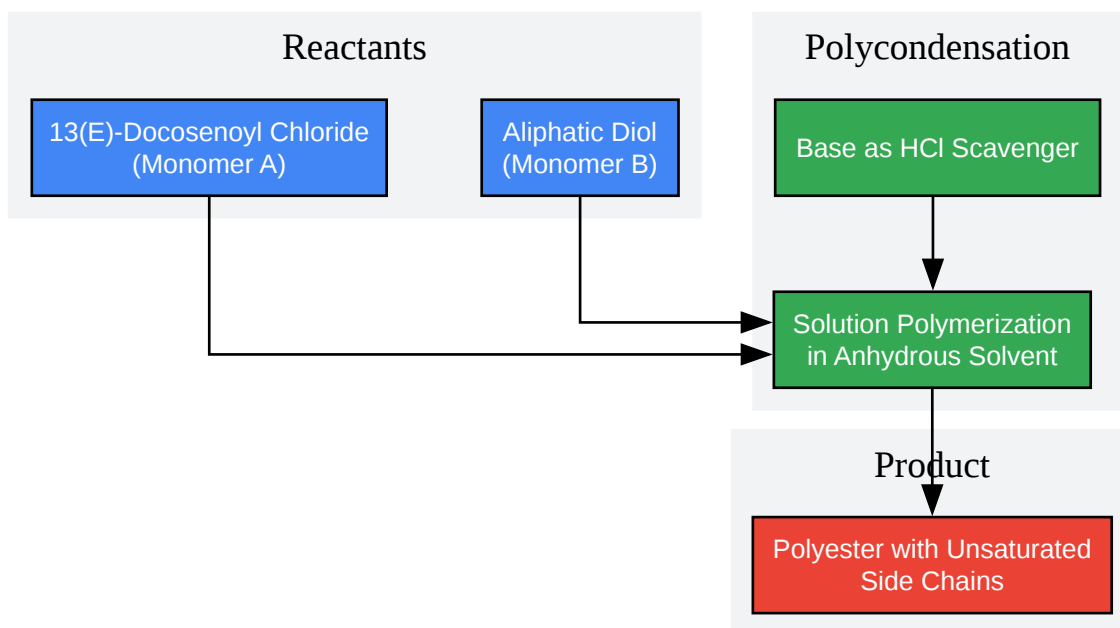 Reactants
13(E)-Docosenoyl Chloride
(Monomer A)
Aliphatic Diol
(Monomer B)
Polycondensation
Base as HCl Scavenger
Solution Polymerization
in Anhydrous Solvent
Product
Polyester with Unsaturated
Side Chains